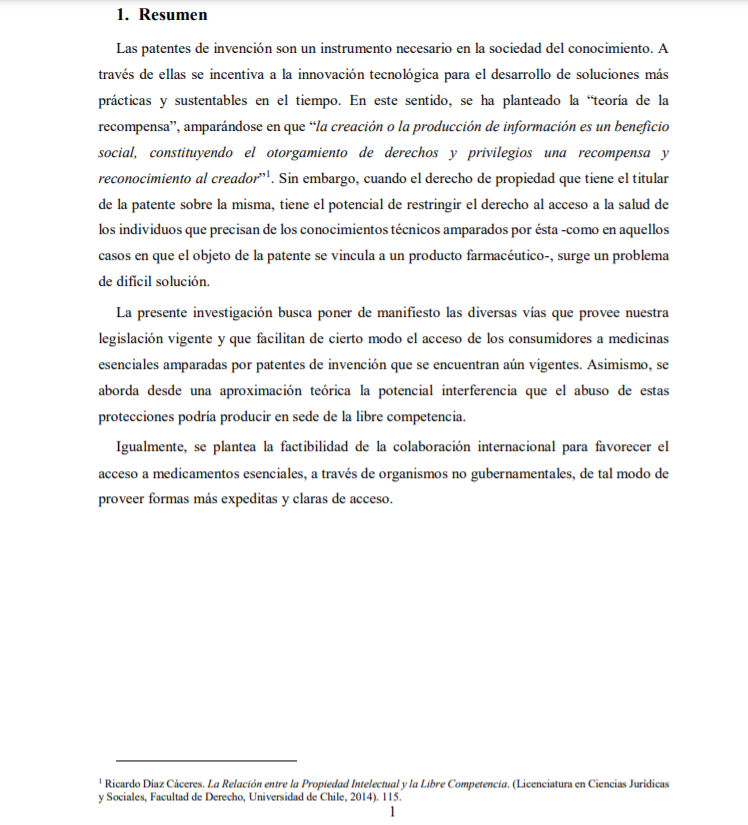 1. Resumen
Las patentes de invención son un instrumento necesario en la sociedad del conocimiento. A
través de ellas se incentiva a la innovación tecnológica para el desarrollo de soluciones más
prácticas y sustentables en el tiempo. En este sentido, se ha planteado la “teoría de la
recompensa”, amparándose en que “la creación o la producción de información es un beneficio
social, constituyendo el otorgamiento de derechos y privilegios una recompensa y
reconocimiento al creador”1. Sin embargo, cuando el derecho de propiedad que tiene el titular
de la patente sobre la misma, tiene el potencial de restringir el derecho al acceso a la salud de
los individuos que precisan de los conocimientos técnicos amparados por ésta -como en aquellos
casos en que el objeto de la patente se vincula a un producto farmacéutico-, surge un problema
de difícil solución.
La presente investigación busca poner de manifiesto las diversas vías que provee nuestra
legislación vigente y que facilitan de cierto modo el acceso de los consumidores a medicinas
esenciales amparadas por patentes de invención que se encuentran aún vigentes. Asimismo, se
aborda desde una aproximación teórica la potencial interferencia que el abuso de estas
protecciones podría producir en sede de la libre competencia.
Igualmente, se plantea la factibilidad de la colaboración internacional para favorecer el
acceso a medicamentos esenciales, a través de organismos no gubernamentales, de tal modo de
proveer formas más expeditas y claras de acceso.
1 Ricardo Díaz Cáceres. La Relación entre la Propiedad Intelectual y la Libre Competencia. (Licenciatura en Ciencias Jurídicas
y Sociales, Facultad de Derecho, Universidad de Chile, 2014). 115.
1